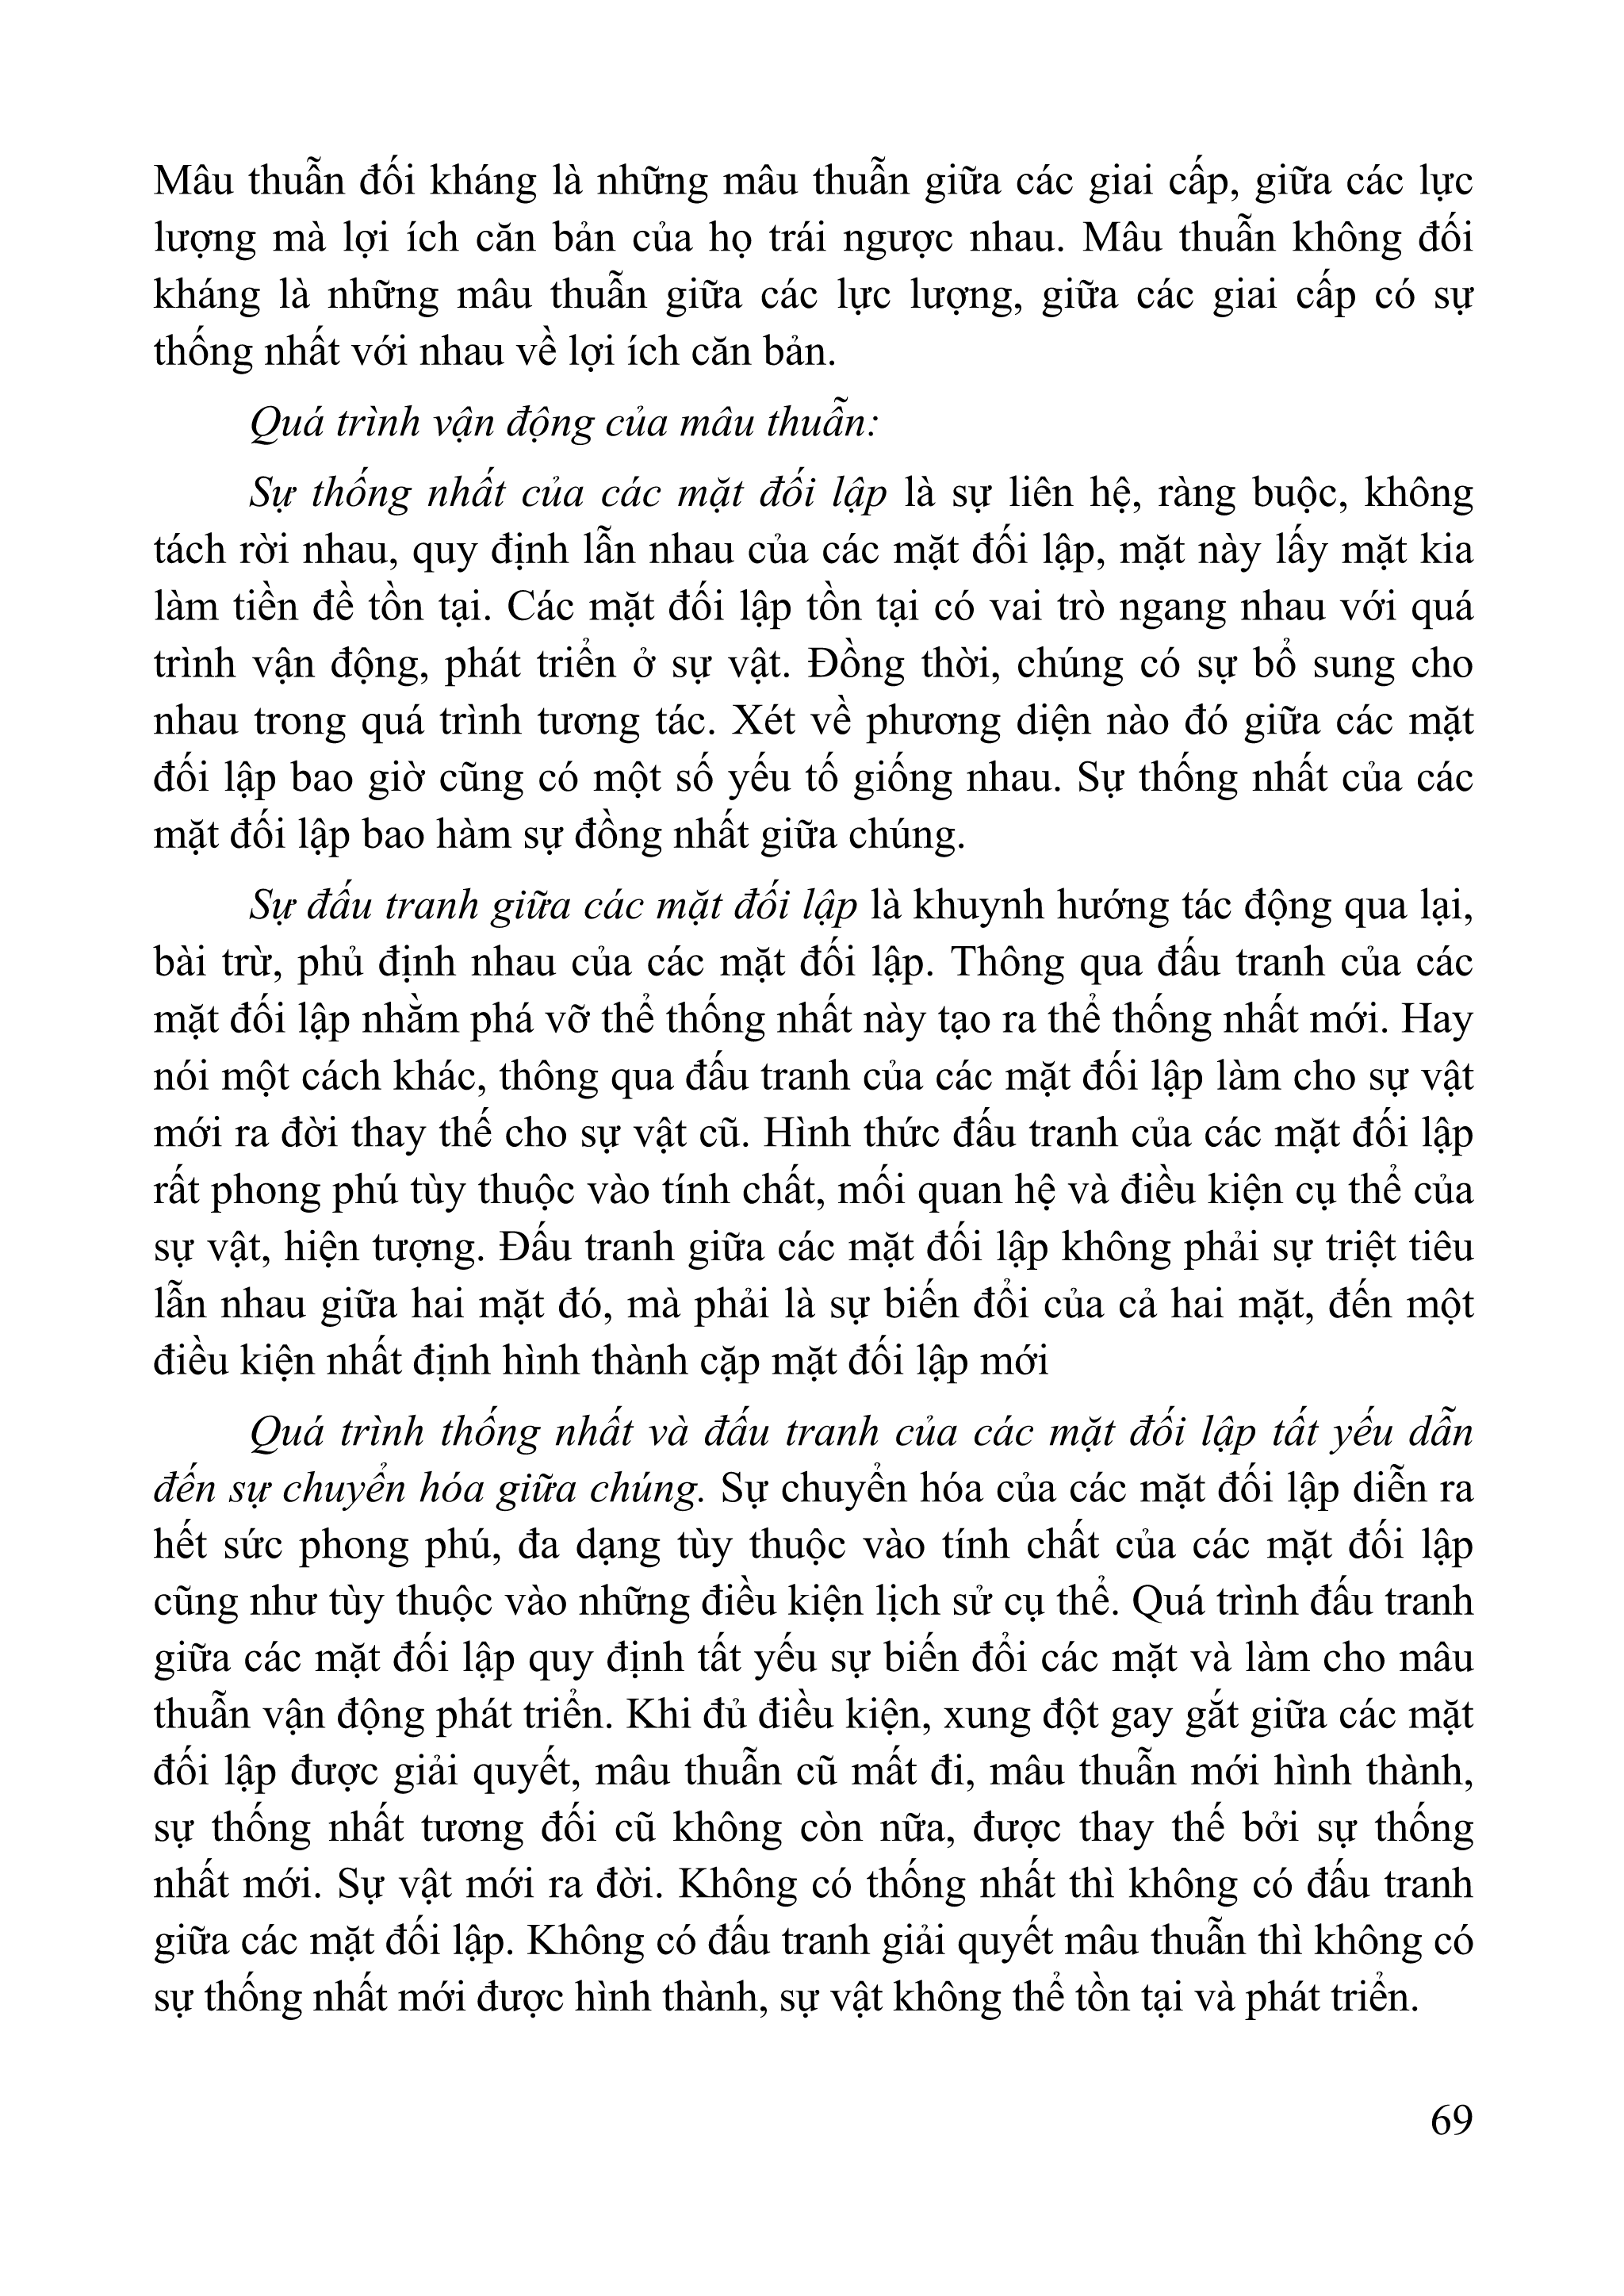 Mâu thuẫn đối kháng là những mâu thuẫn giữa các giai cấp, giữa các lực
lượng mà lợi ích căn bản của họ trái ngược nhau. Mâu thuẫn không đối
kháng là những mâu thuẫn giữa các lực lượng, giữa các giai cấp có sự
thống nhất với nhau về lợi ích căn bản.
Quá trình vận động của mâu thuẫn:
Sự thống nhất của các mặt đối lập là sự liên hệ, ràng buộc, không
tách rời nhau, quy định lẫn nhau của các mặt đối lập, mặt này lấy mặt kia
làm tiền đề tồn tại. Các mặt đối lập tồn tại có vai trò ngang nhau với quá
trình vận động, phát triển ở sự vật. Đồng thời, chúng có sự bổ sung cho
nhau trong quá trình tương tác. Xét về phương diện nào đó giữa các mặt
đối lập bao giờ cũng có một số yếu tố giống nhau. Sự thống nhất của các
mặt đối lập bao hàm sự đồng nhất giữa chúng.
Sự đấu tranh giữa các mặt đối lập là khuynh hướng tác động qua lại,
bài trừ, phủ định nhau của các mặt đối lập. Thông qua đấu tranh của các
mặt đối lập nhằm phá vỡ thể thống nhất này tạo ra thể thống nhất mới. Hay
nói một cách khác, thông qua đấu tranh của các mặt đối lập làm cho sự vật
mới ra đời thay thế cho sự vật cũ. Hình thức đấu tranh của các mặt đối lập
rất phong phú tùy thuộc vào tính chất, mối quan hệ và điều kiện cụ thể của
sự vật, hiện tượng. Đấu tranh giữa các mặt đối lập không phải sự triệt tiêu
lẫn nhau giữa hai mặt đó, mà phải là sự biến đổi của cả hai mặt, đến một
điều kiện nhất định hình thành cặp mặt đối lập mới
Quá trình thống nhất và đấu tranh của các mặt đối lập tất yếu dẫn
đến sự chuyển hóa giữa chúng. Sự chuyển hóa của các mặt đối lập diễn ra
hết sức phong phú, đa dạng tùy thuộc vào tính chất của các mặt đối lập
cũng như tùy thuộc vào những điều kiện lịch sử cụ thể. Quá trình đấu tranh
giữa các mặt đối lập quy định tất yếu sự biến đổi các mặt và làm cho mâu
thuẫn vận động phát triển. Khi đủ điều kiện, xung đột gay gắt giữa các mặt
đối lập được giải quyết, mâu thuẫn cũ mất đi, mâu thuẫn mới hình thành,
sự thống nhất tương đối cũ không còn nữa, được thay thế bởi sự thống
nhất mới. Sự vật mới ra đời. Không có thống nhất thì không có đấu tranh
giữa các mặt đối lập. Không có đấu tranh giải quyết mâu thuẫn thì không có
sự thống nhất mới được hình thành, sự vật không thể tồn tại và phát triển.
69